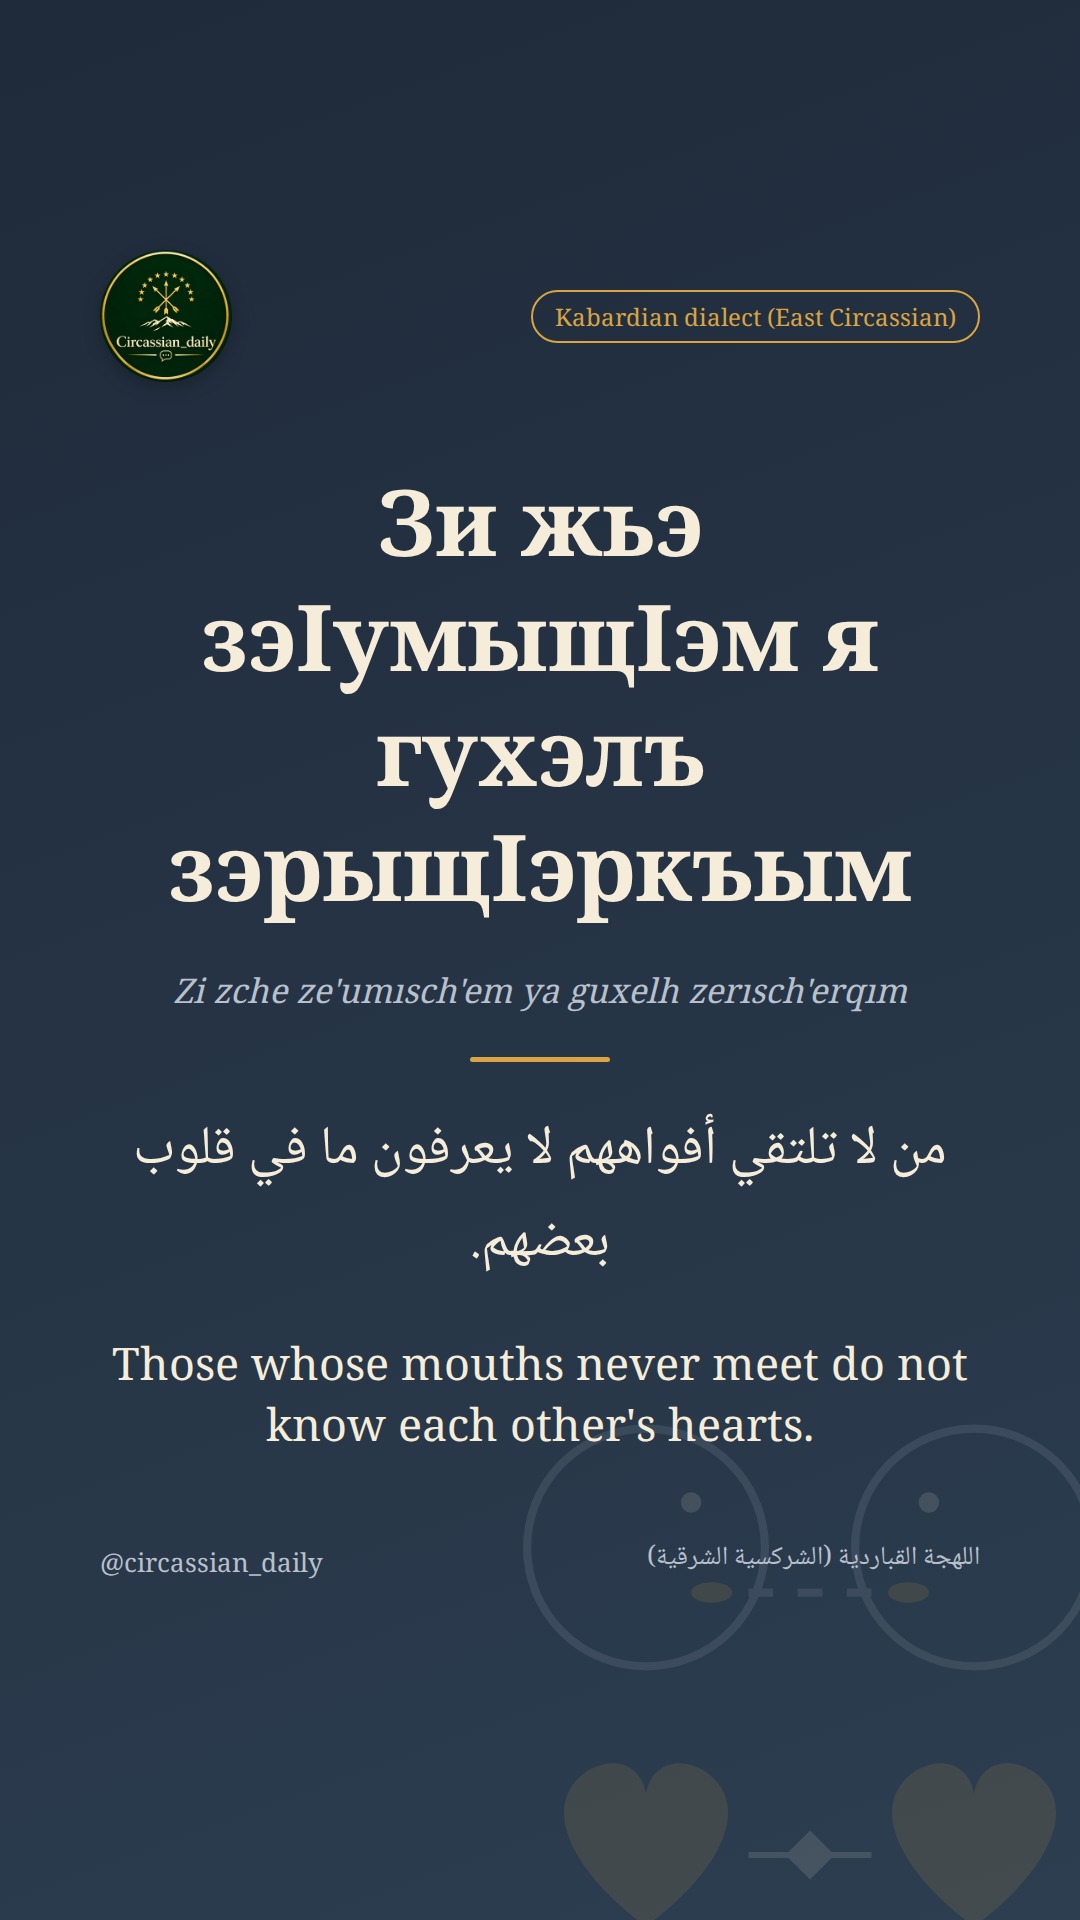 Circassian_daily
Kabardian dialect (East Circassian)
Зи жьэ
зэӏумыщӏэм я
гухэлъ
зэрыщӏэркъым
Zi zche ze'umısch'em ya guxelh zerısch'erqım
من لا تلتقي أفواههم لا يعرفون ما في قلوب
بعضهم.
Those whose mouths never meet do not
know each other's hearts.
@circassian_daily
اللهجة القباردية (الشركسية الشرقية)